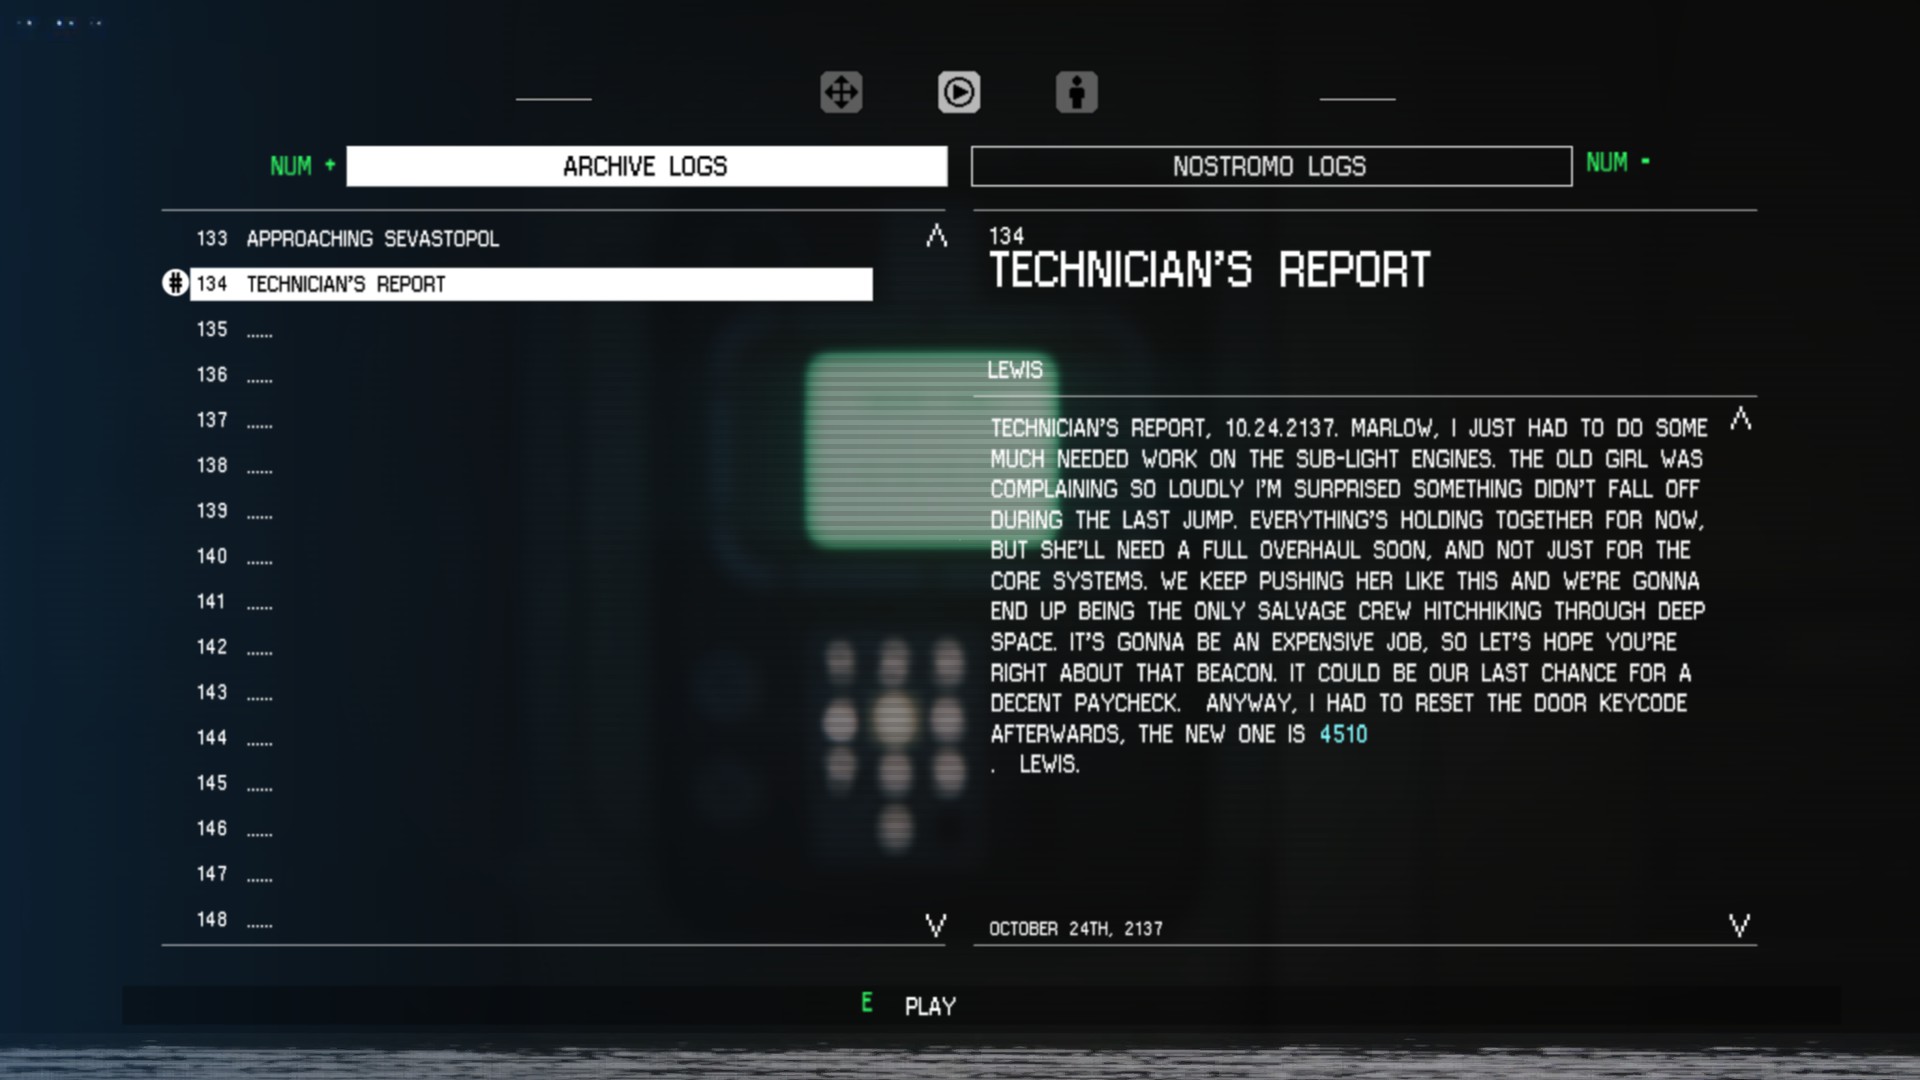 NUM + ARCHIVE LOGS NOSTROMO LOGS NUM -
133 APPROACHING SEVASTOPOL
# 134 TECHNICIAN'S REPORT
135 ......
136 ......
137 ......
138 ......
139 ......
140 ......
141 ......
142 ......
143 ......
144 ......
145 ......
146 ......
147 ......
148 ......
134
TECHNICIAN'S REPORT
LEWIS
TECHNICIAN'S REPORT, 10.24.2137. MARLOW, I JUST HAD TO DO SOME
MUCH NEEDED WORK ON THE SUB-LIGHT ENGINES. THE OLD GIRL WAS
COMPLAINING SO LOUDLY I'M SURPRISED SOMETHING DIDN'T FALL OFF
DURING THE LAST JUMP. EVERYTHING'S HOLDING TOGETHER FOR NOW,
BUT SHE'LL NEED A FULL OVERHAUL SOON, AND NOT JUST FOR THE
CORE SYSTEMS. WE KEEP PUSHING HER LIKE THIS AND WE'RE GONNA
END UP BEING THE ONLY SALVAGE CREW HITCHHIKING THROUGH DEEP
SPACE. IT'S GONNA BE AN EXPENSIVE JOB, SO LET'S HOPE YOU'RE
RIGHT ABOUT THAT BEACON. IT COULD BE OUR LAST CHANCE FOR A
DECENT PAYCHECK. ANYWAY, I HAD TO RESET THE DOOR KEYCODE
AFTERWARDS, THE NEW ONE IS 4510
. LEWIS.
OCTOBER 24TH, 2137
E PLAY